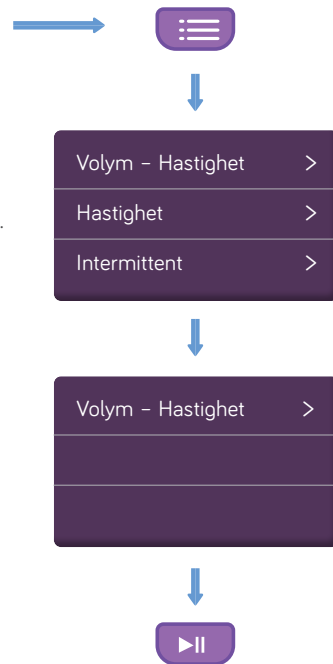 Volym – Hastighet
Hastighet
.
Intermittent
Volym – Hastighet